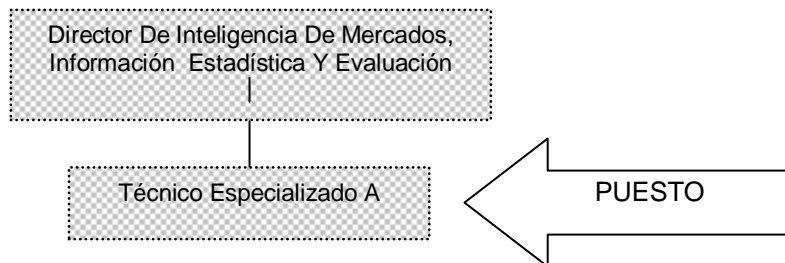 Director De Inteligencia De Mercados,
Información Estadística Y Evaluación
Técnico Especializado A
PUESTO